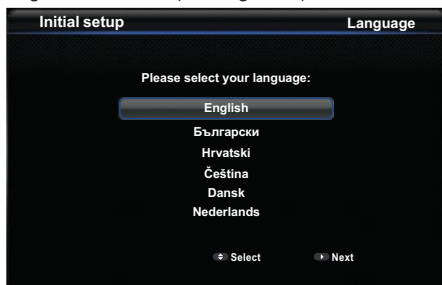 Initial setup Language
Please select your language:
English
Български
Hrvatski
Čeština
Dansk
Nederlands
Select Next